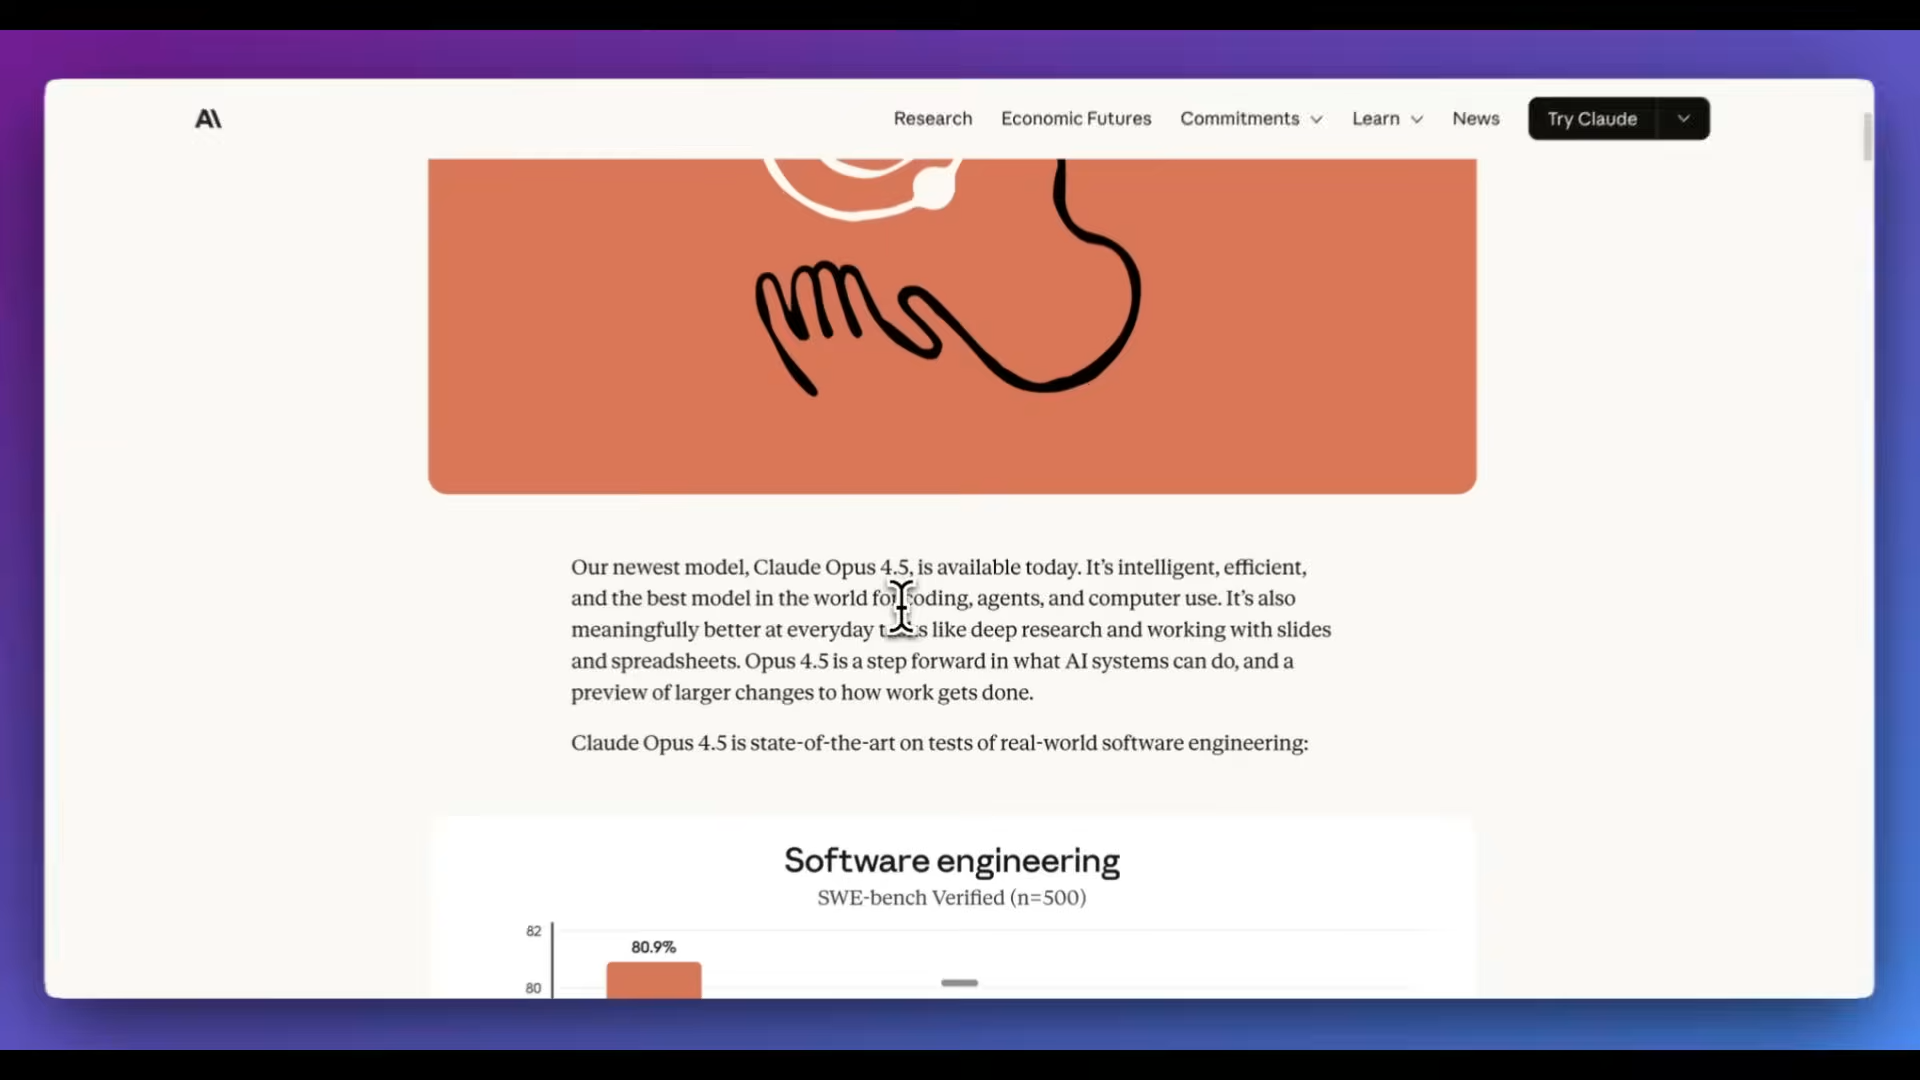 Research Economic Futures Commitments Learn News Try Claude
Our newest model, Claude Opus 4.5, is available today. It's intelligent, efficient,
and the best model in the world for coding, agents, and computer use. It's also
meaningfully better at everyday tasks like deep research and working with slides
and spreadsheets. Opus 4.5 is a step forward in what AI systems can do, and a
preview of larger changes to how work gets done.
Claude Opus 4.5 is state-of-the-art on tests of real-world software engineering:
Software engineering
SWE-bench Verified (n=500)
82
80.9%
80